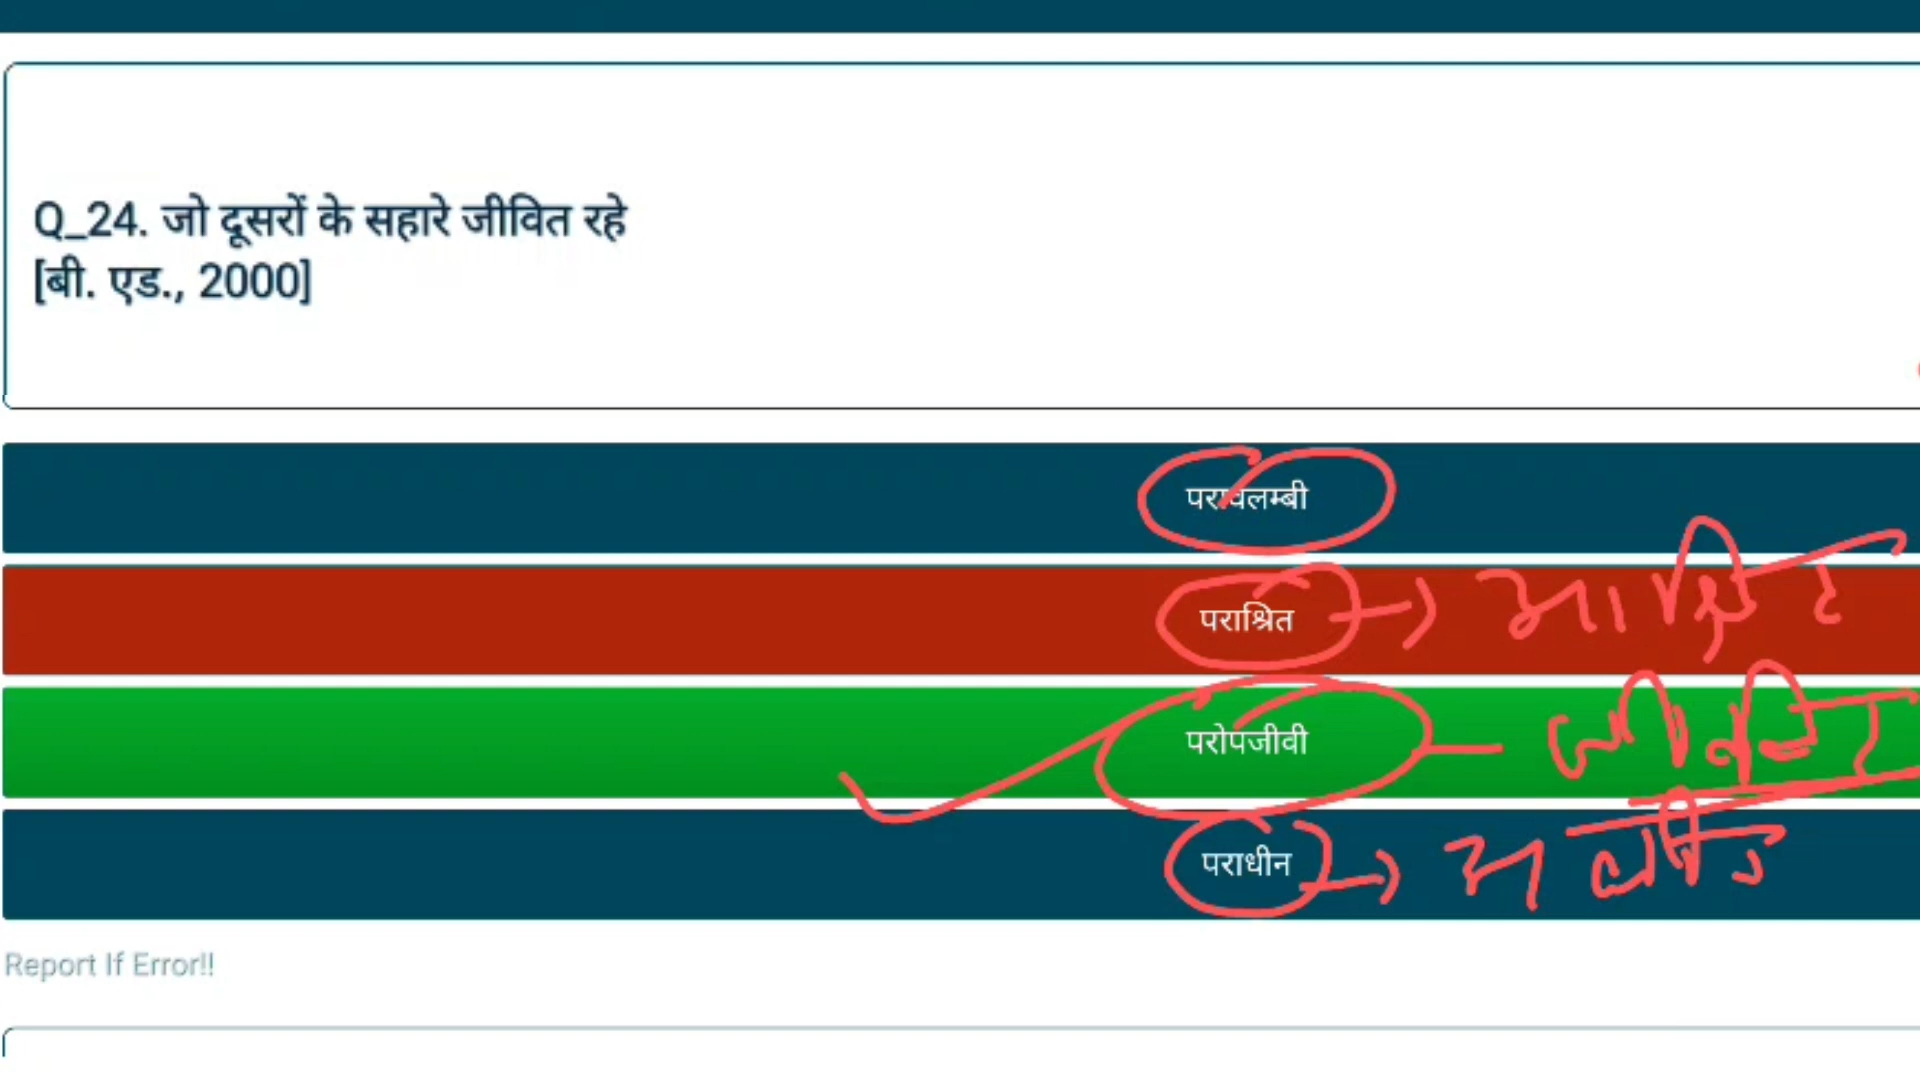 Q_24. जो दूसरों के सहारे जीवित रहे
[बी. एड., 2000]
परावलम्बी
पराश्रित
परोपजीवी
पराधीन
Report If Error!!